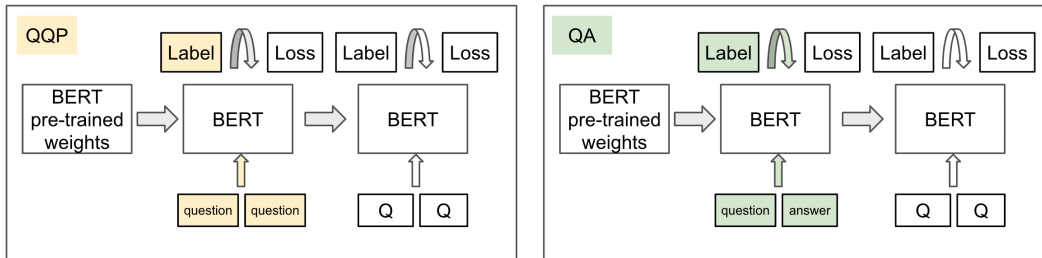 QQP
Label Loss Label Loss
BERT
pre-trained
weights
BERT
BERT
question question
Q Q
QA
Label Loss Label Loss
BERT
pre-trained
weights
BERT
BERT
question answer
Q Q